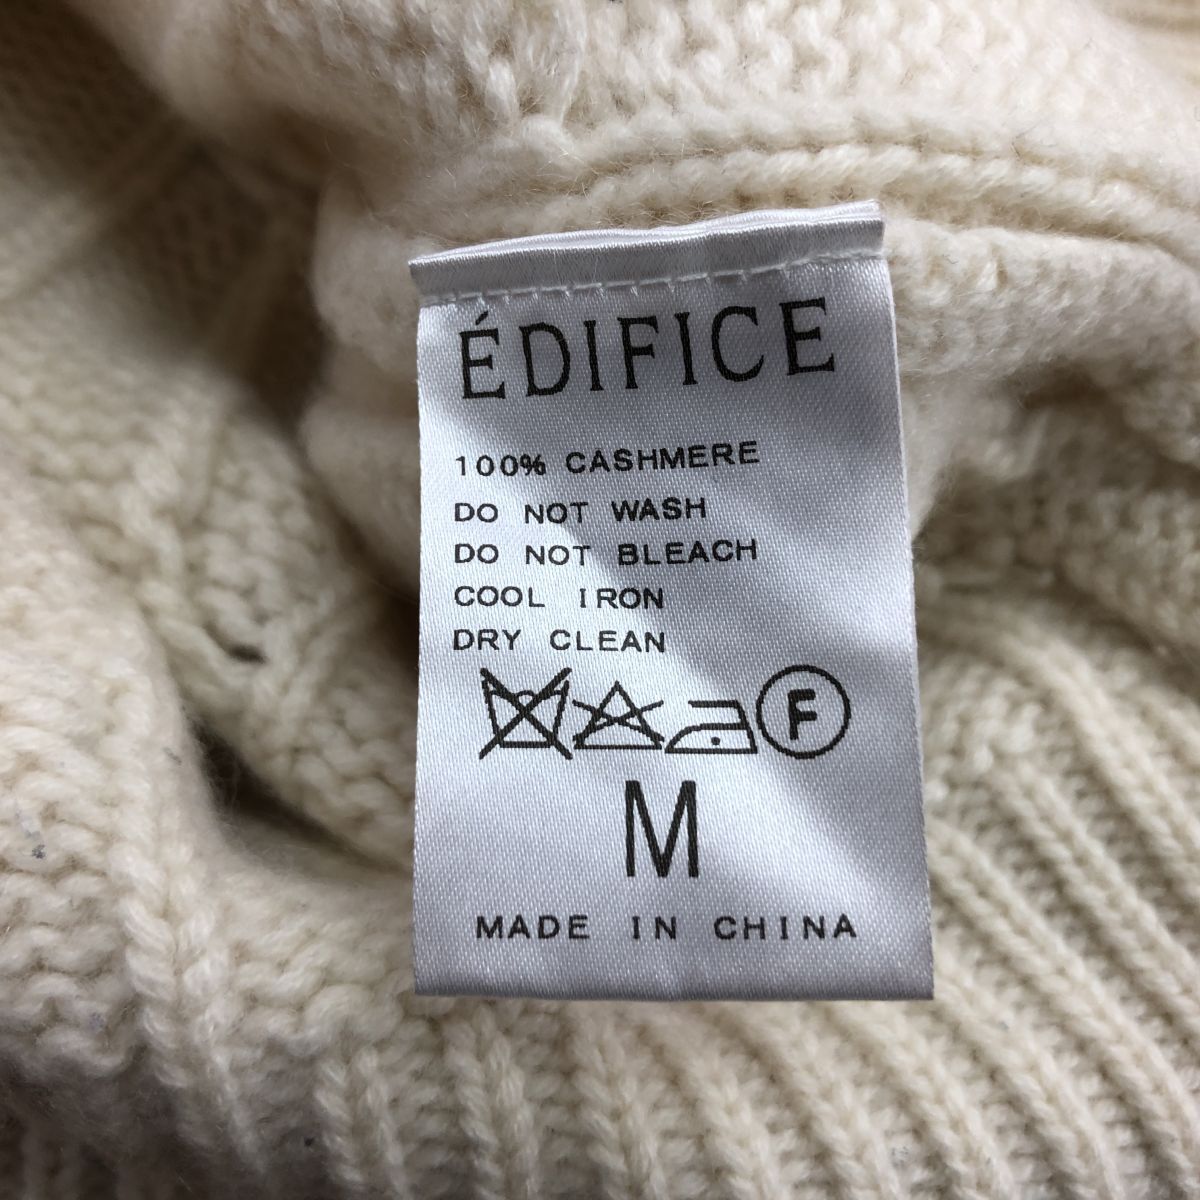 ÉDIFICE
100% CASHMERE
DO NOT WASH
DO NOT BLEACH
COOL IRON
DRY CLEAN
F
M
MADE IN CHINA